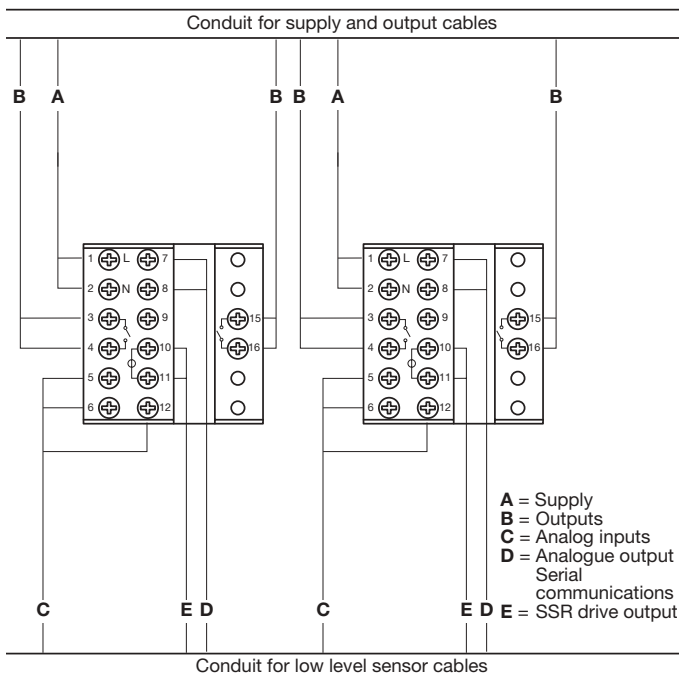 Conduit for supply and output cables
B A B B A B
1 L 7
2 N 8
3 9 15
4 10 16
5 11
6 12
1 L 7
2 N 8
3 9 15
4 10 16
5 11
6 12
A = Supply
B = Outputs
C = Analog inputs
D = Analogue output
Serial
communications
E = SSR drive output
C E D C E D
Conduit for low level sensor cables